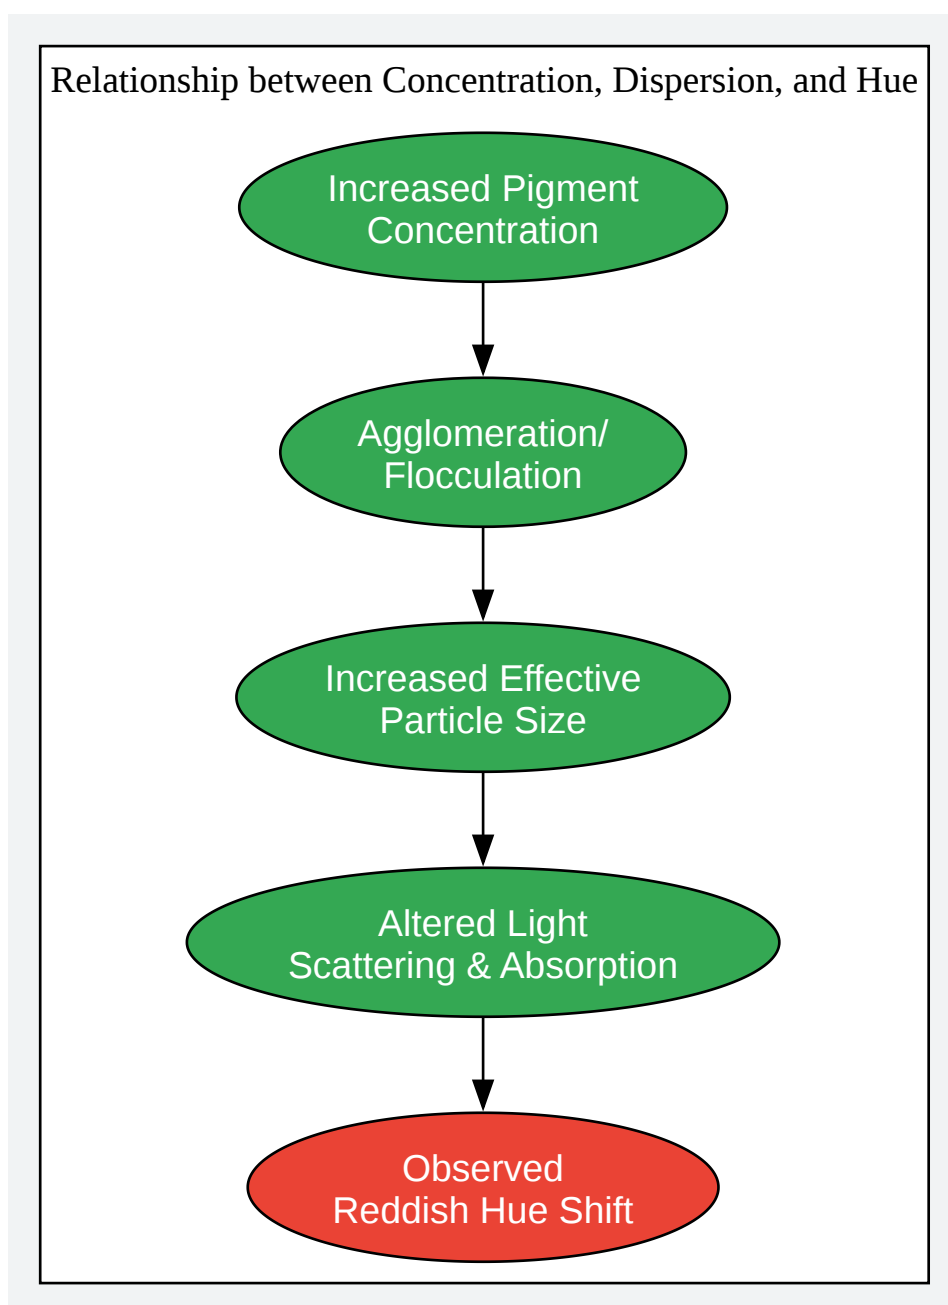 Relationship between Concentration, Dispersion, and Hue
Increased Pigment
Concentration
Agglomeration/
Flocculation
Increased Effective
Particle Size
Altered Light
Scattering & Absorption
Observed
Reddish Hue Shift